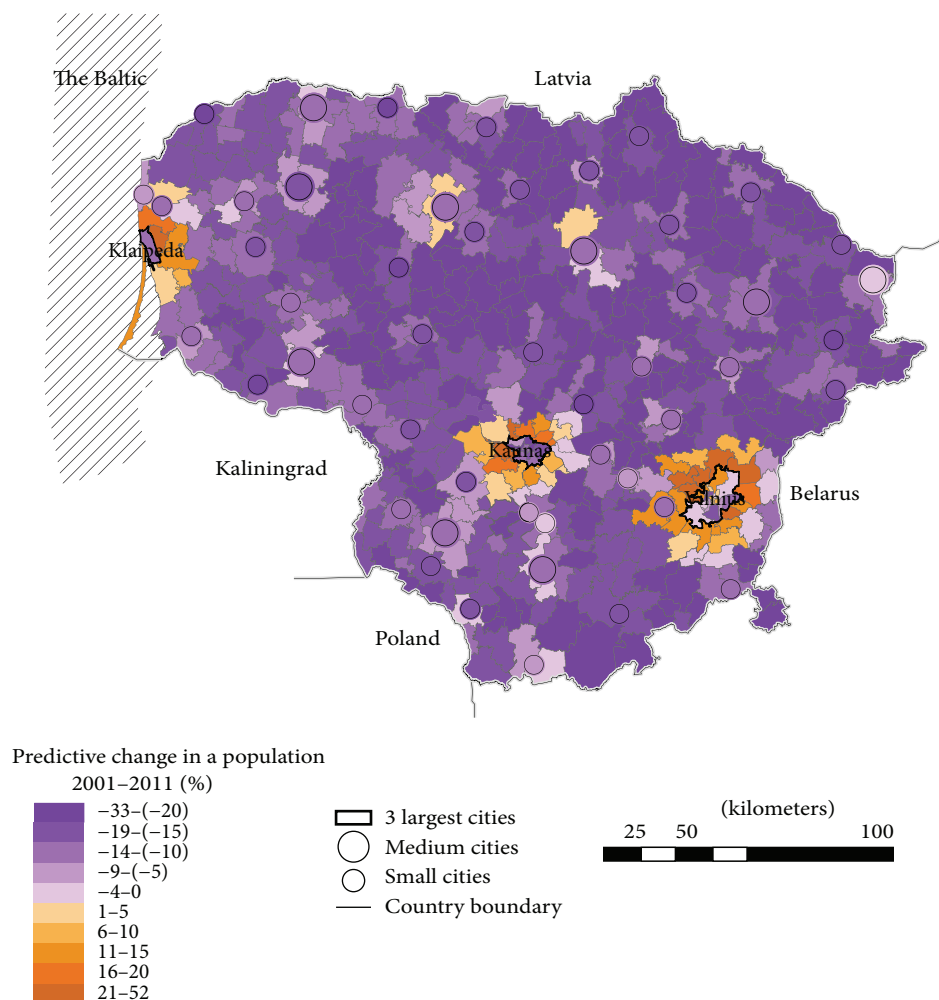 The Baltic
Latvia
Klaipeda
Kaunas
Vilnius
Kaliningrad
Belarus
Poland
Predictive change in a population
2001–2011 (%)
−33–(−20)
−19–(−15)
−14–(−10)
−9–(−5)
−4–0
1–5
6–10
11–15
16–20
21–52
3 largest cities
Medium cities
Small cities
Country boundary
(kilometers)
25 50 100